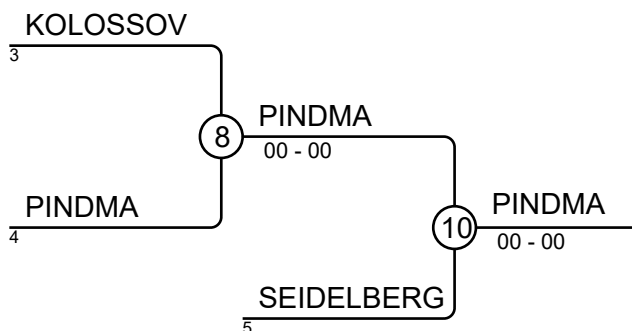 KOLOSSOV
3
8
PINDMA
00 - 00
PINDMA
4
10
PINDMA
00 - 00
SEIDELBERG
5